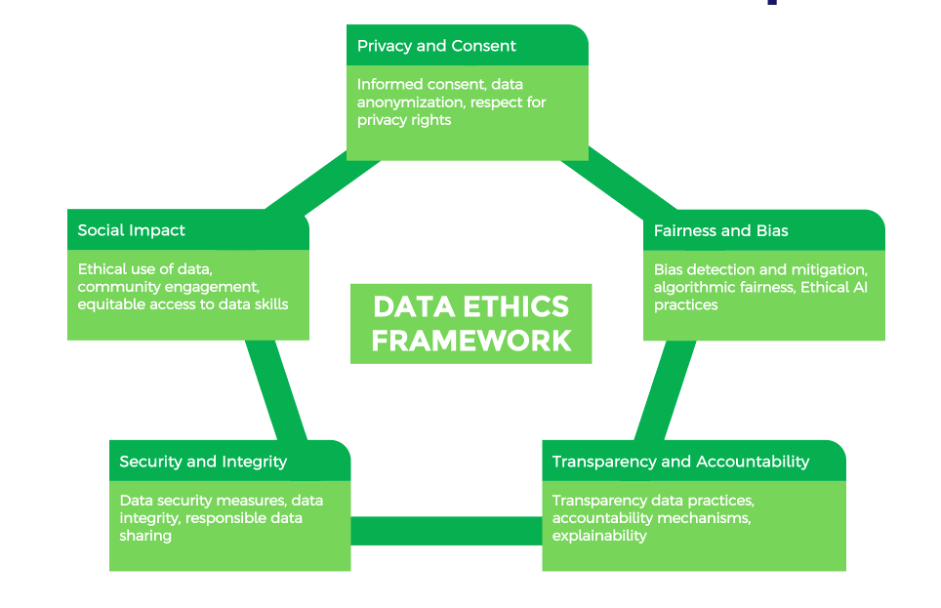 Privacy and Consent
Informed consent, data
anonymization, respect for
privacy rights
Social Impact
Ethical use of data,
community engagement,
equitable access to data skills
Fairness and Bias
Bias detection and mitigation,
algorithmic fairness, Ethical AI
practices
DATA ETHICS
FRAMEWORK
Security and Integrity
Data security measures, data
integrity, responsible data
sharing
Transparency and Accountability
Transparency data practices,
accountability mechanisms,
explainability